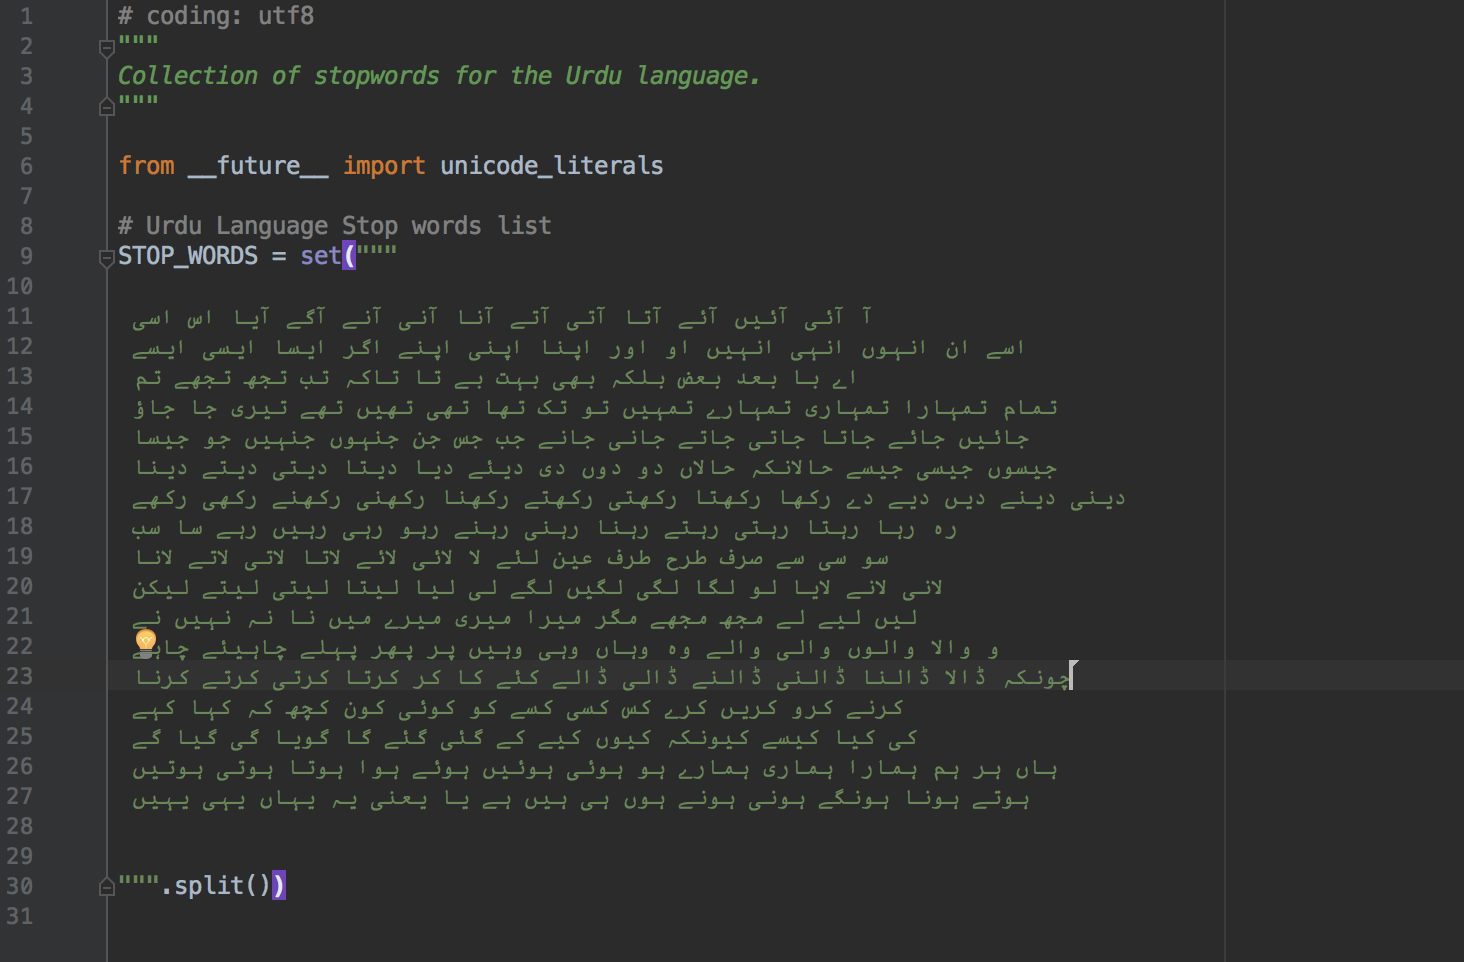 1 # coding: utf8
2 """
3 Collection of stopwords for the Urdu language.
4 """
5
6 from __future__ import unicode_literals
7
8 # Urdu Language Stop words list
9 STOP_WORDS = set("""
10
11 آ آئی آئیں آئے آتا آتی آتے آنا آنی آنے آگے آیا اس اسی
12 اسے ان انہوں انہی انہیں او اور اپنا اپنی اپنے اگر ایسا ایسی ایسے
13 اے با بعد بعض بلکہ بھی بہت بے تا تاکہ تب تجھ تجھے تم
14 تمام تمہارا تمہاری تمہارے تمہیں تو تک تھا تھی تھیں تھے تیری جا جاؤ
15 جائیں جائے جاتا جاتی جاتے جانی جانے جب جس جن جنہوں جنہیں جو جیسا
16 جیسوں جیسی جیسے حالانکہ حالاں دو دوں دی دیئے دیا دیتا دیتی دیتے دینا
17 دینی دینے دیں دیے دے رکھا رکھتا رکھتی رکھتے رکھنا رکھنی رکھنے رکھی رکھے
18 رہ رہا رہتا رہتی رہتے رہنا رہنی رہنے رہو رہی رہیں رہے سا سب
19 سو سی سے صرف طرح طرف عین لئے لا لائی لائے لاتا لاتی لاتے لانا
20 لانی لانے لایا لو لگا لگی لگیں لگے لی لیا لیتا لیتی لیتے لیکن
21 لیں لیے لے مجھ مجھے مگر میرا میری میرے میں نا نہ نہیں نے
22 و والا والوں والی والے وہ وہاں وہی وہیں پر پھر پہلے چاہیئے
23 چونکہ ڈالا ڈالنا ڈالنی ڈالنے ڈالی ڈالے کئے کا کر کرتا کرتی کرتے کرنا
24 کرنے کرو کریں کرے کس کسی کسے کو کوئی کون کچھ کہ کہا کہے
25 کی کیا کیسے کیونکہ کیوں کیے کے گئی گئے گا گویا گی گیا گے
26 ہاں ہر ہم ہمارا ہماری ہمارے ہو ہوئی ہوئیں ہوئے ہوا ہوتا ہوتی ہوتیں
27 ہوتے ہونا ہونگے ہونی ہونے ہوں ہی ہیں ہے یا یعنی یہ یہاں یہی یہیں
28
29
30 """.split())
31